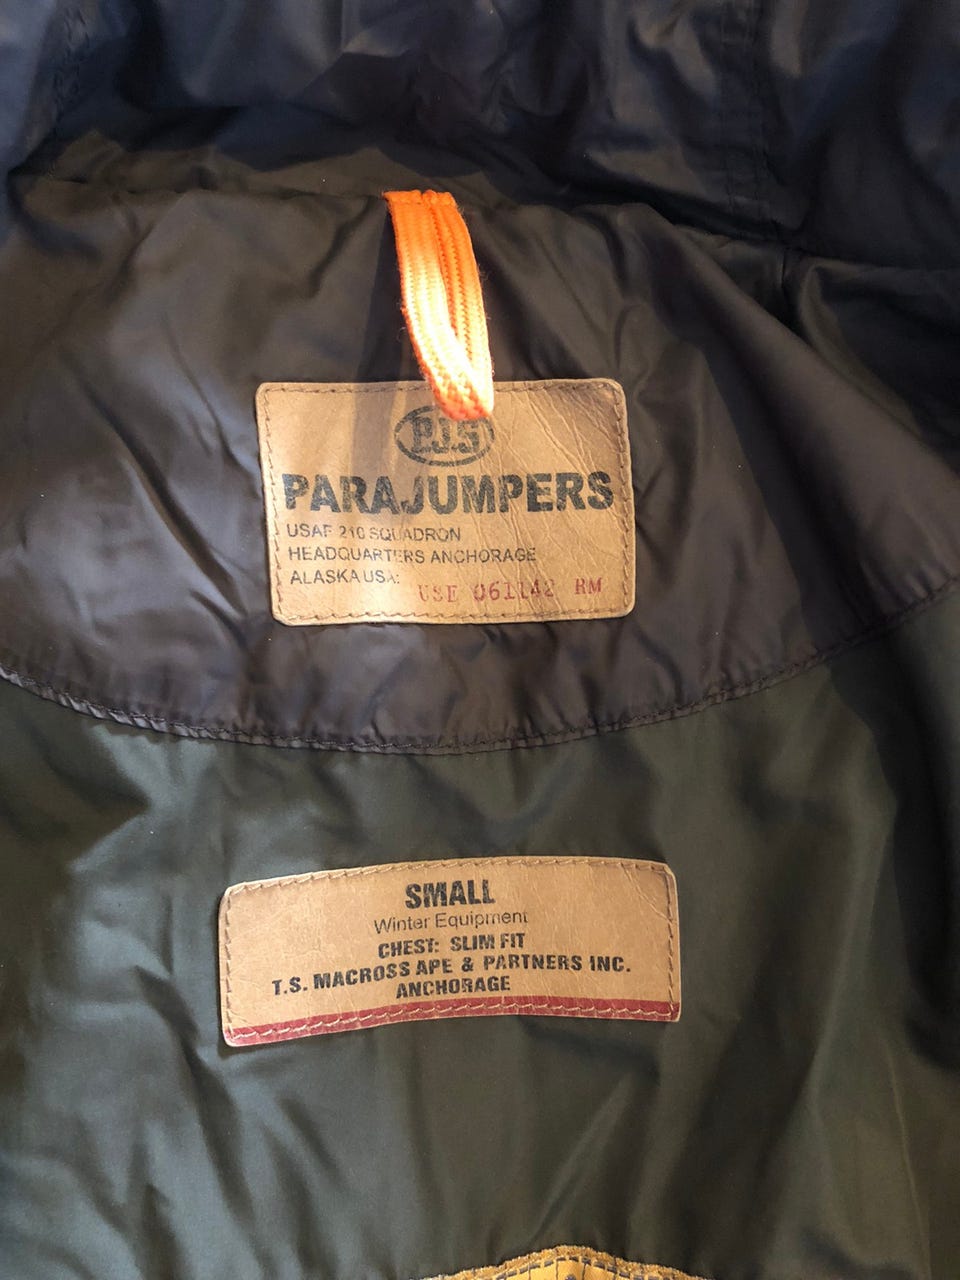 P.J.S
PARAJUMPERS
USAF 210 SQUADRON
HEADQUARTERS ANCHORAGE
ALASKA USA: USE 061142 RM
SMALL
Winter Equipment
CHEST: SLIM FIT
T.S. MACROSS APE & PARTNERS INC.
ANCHORAGE